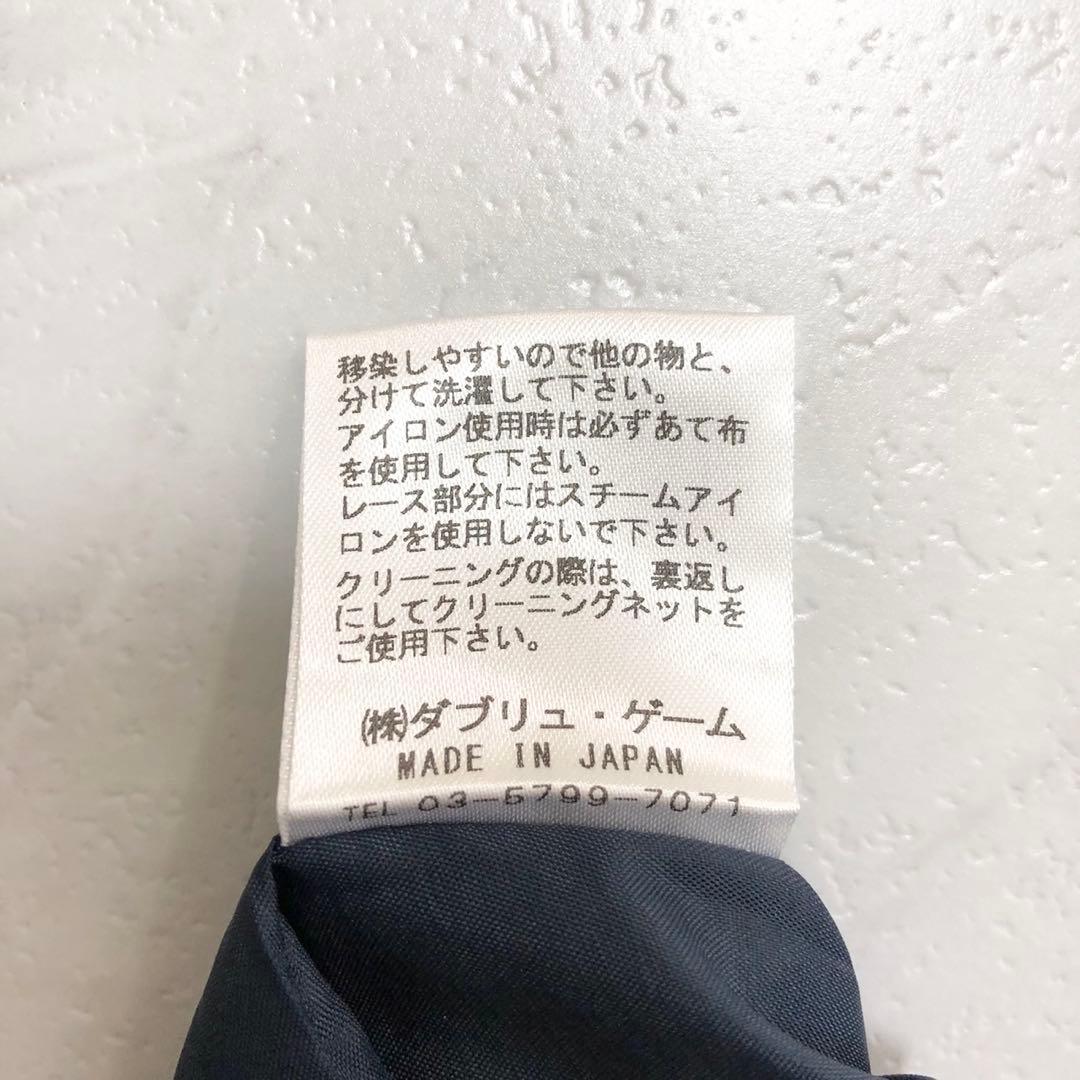 移染しやすいので他の物と、
分けて洗濯して下さい。
アイロン使用時は必ずあて布
を使用して下さい。
レース部分にはスチームアイ
ロンを使用しないで下さい。
クリーニングの際は、裏返し
にしてクリーニングネットを
ご使用下さい。
㈱ダブリュ・ゲーム
MADE IN JAPAN
TEL 03-5799-7071